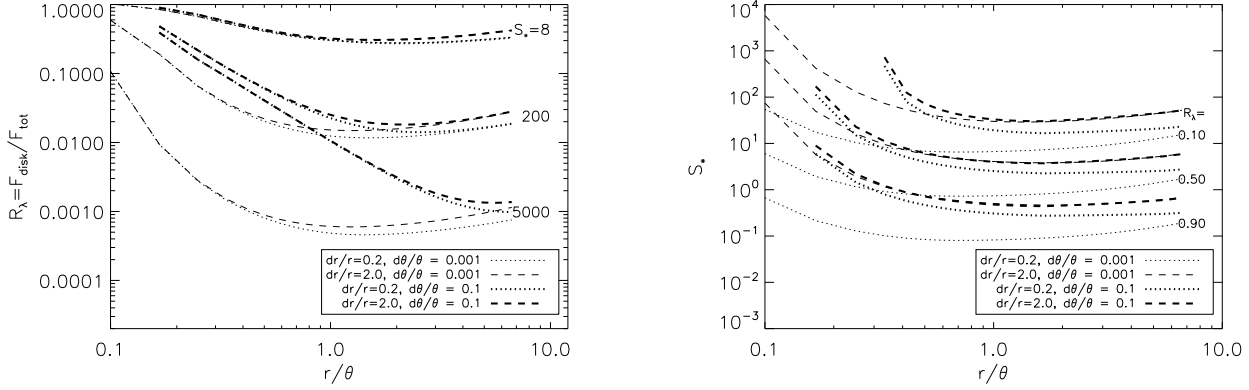 1.0000
0.1000
0.0100
0.0010
0.0001
R_λ=F_disk/F_tot
S_*=8
200
5000
dr/r=0.2, dθ/θ = 0.001
dr/r=2.0, dθ/θ = 0.001
dr/r=0.2, dθ/θ = 0.1
dr/r=2.0, dθ/θ = 0.1
0.1 1.0 10.0
r/θ
10^4
10^3
10^2
10^1
10^0
10^-1
10^-2
10^-3
S_*
R_λ=
0.10
0.50
0.90
dr/r=0.2, dθ/θ = 0.001
dr/r=2.0, dθ/θ = 0.001
dr/r=0.2, dθ/θ = 0.1
dr/r=2.0, dθ/θ = 0.1
0.1 1.0 10.0
r/θ